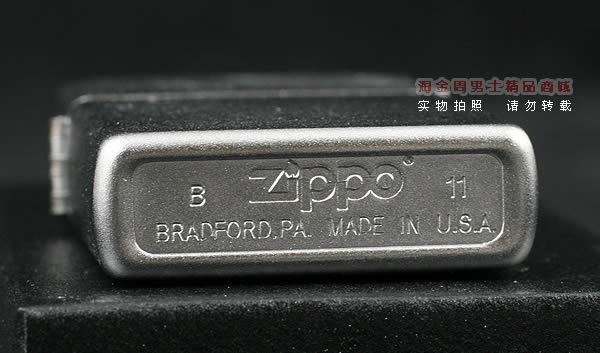 淘金周男士精品商城
实物拍照 请勿转载
B zippo® 11
BRADFORD,PA. MADE IN U.S.A.